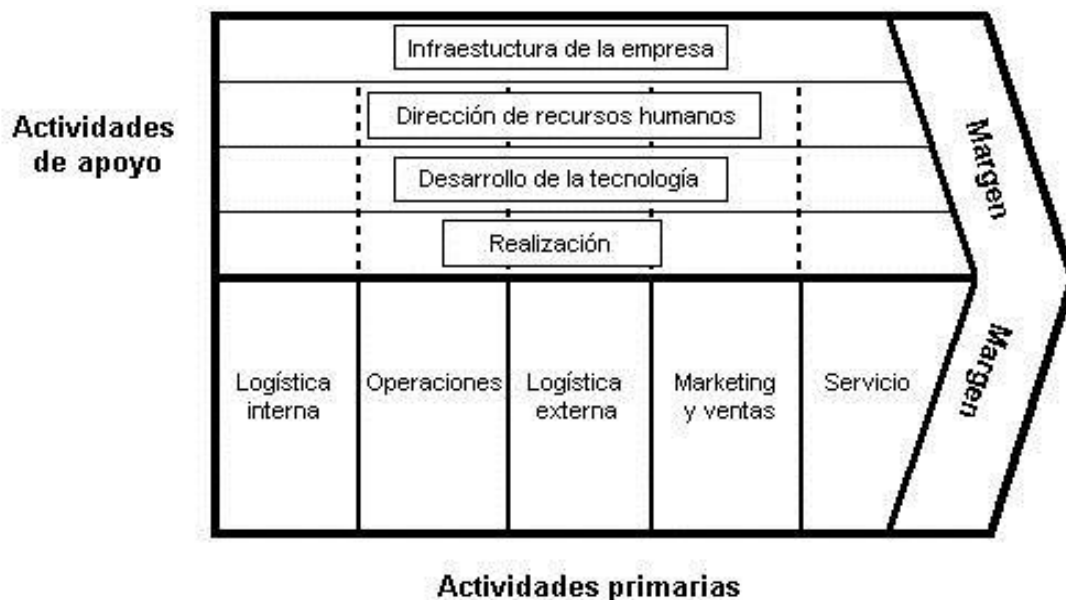 Infraestuctura de la empresa
Dirección de recursos humanos
Desarrollo de la tecnología
Realización
Actividades
de apoyo
Margen
Margen
Logística
interna
Operaciones
Logística
externa
Marketing
y ventas
Servicio
Actividades primarias